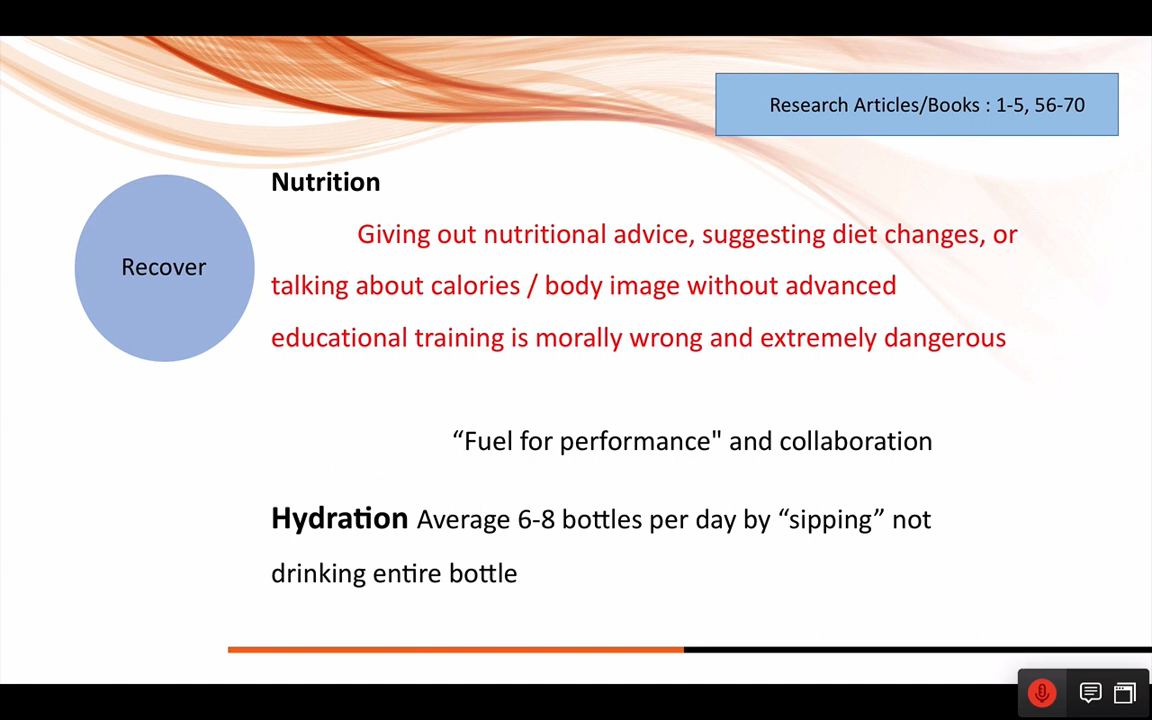 Research Articles/Books : 1-5, 56-70
Nutrition
Recover
Giving out nutritional advice, suggesting diet changes, or
talking about calories / body image without advanced
educational training is morally wrong and extremely dangerous
“Fuel for performance" and collaboration
Hydration Average 6-8 bottles per day by “sipping” not
drinking entire bottle